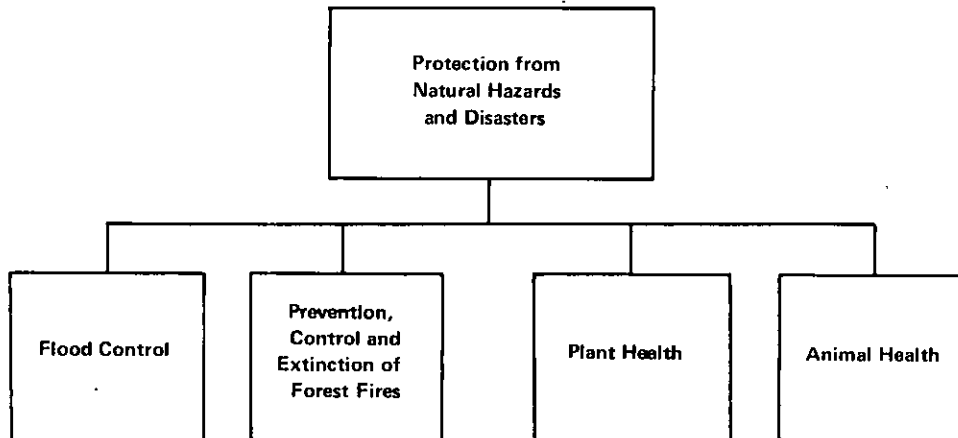 Protection from
Natural Hazards
and Disasters
Flood Control
Prevention,
Control and
Extinction of
Forest Fires
Plant Health
Animal Health